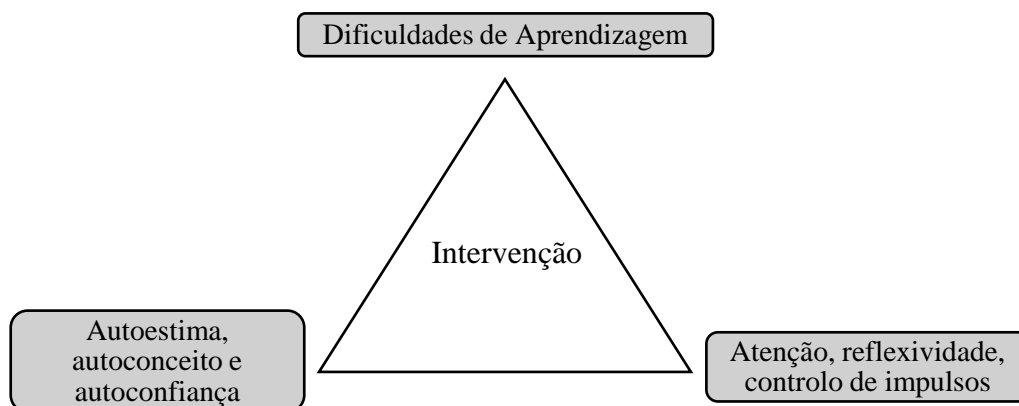 Dificuldades de Aprendizagem
Intervenção
Autoestima,
autoconceito e
autoconfiança
Atenção, reflexividade,
controlo de impulsos